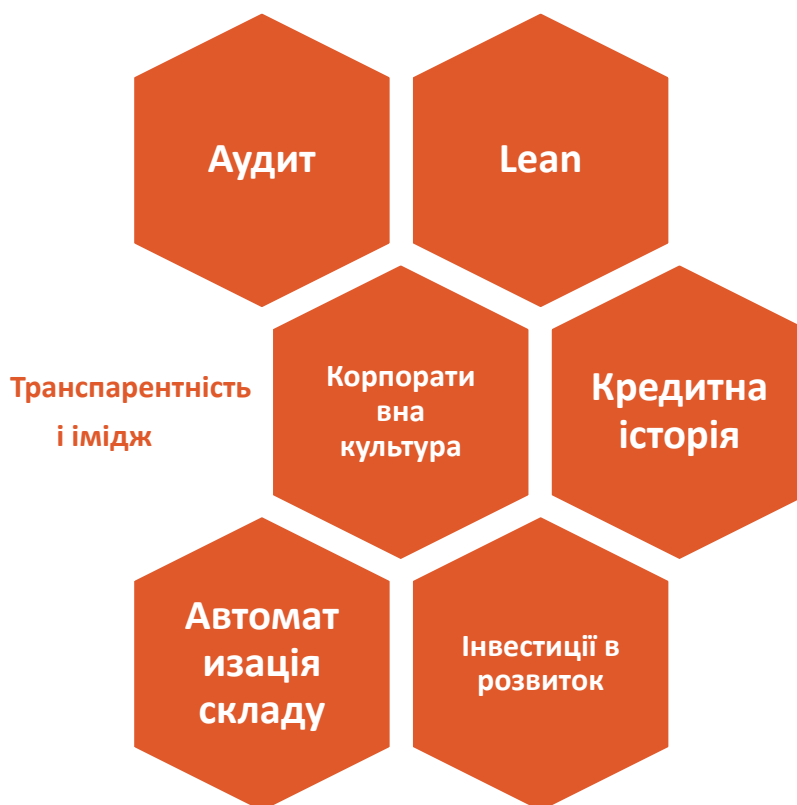 Аудит
Lean
Транспарентність
і імідж
Корпорати
вна
культура
Кредитна
історія
Автомат
изація
складу
Інвестиції в
розвиток